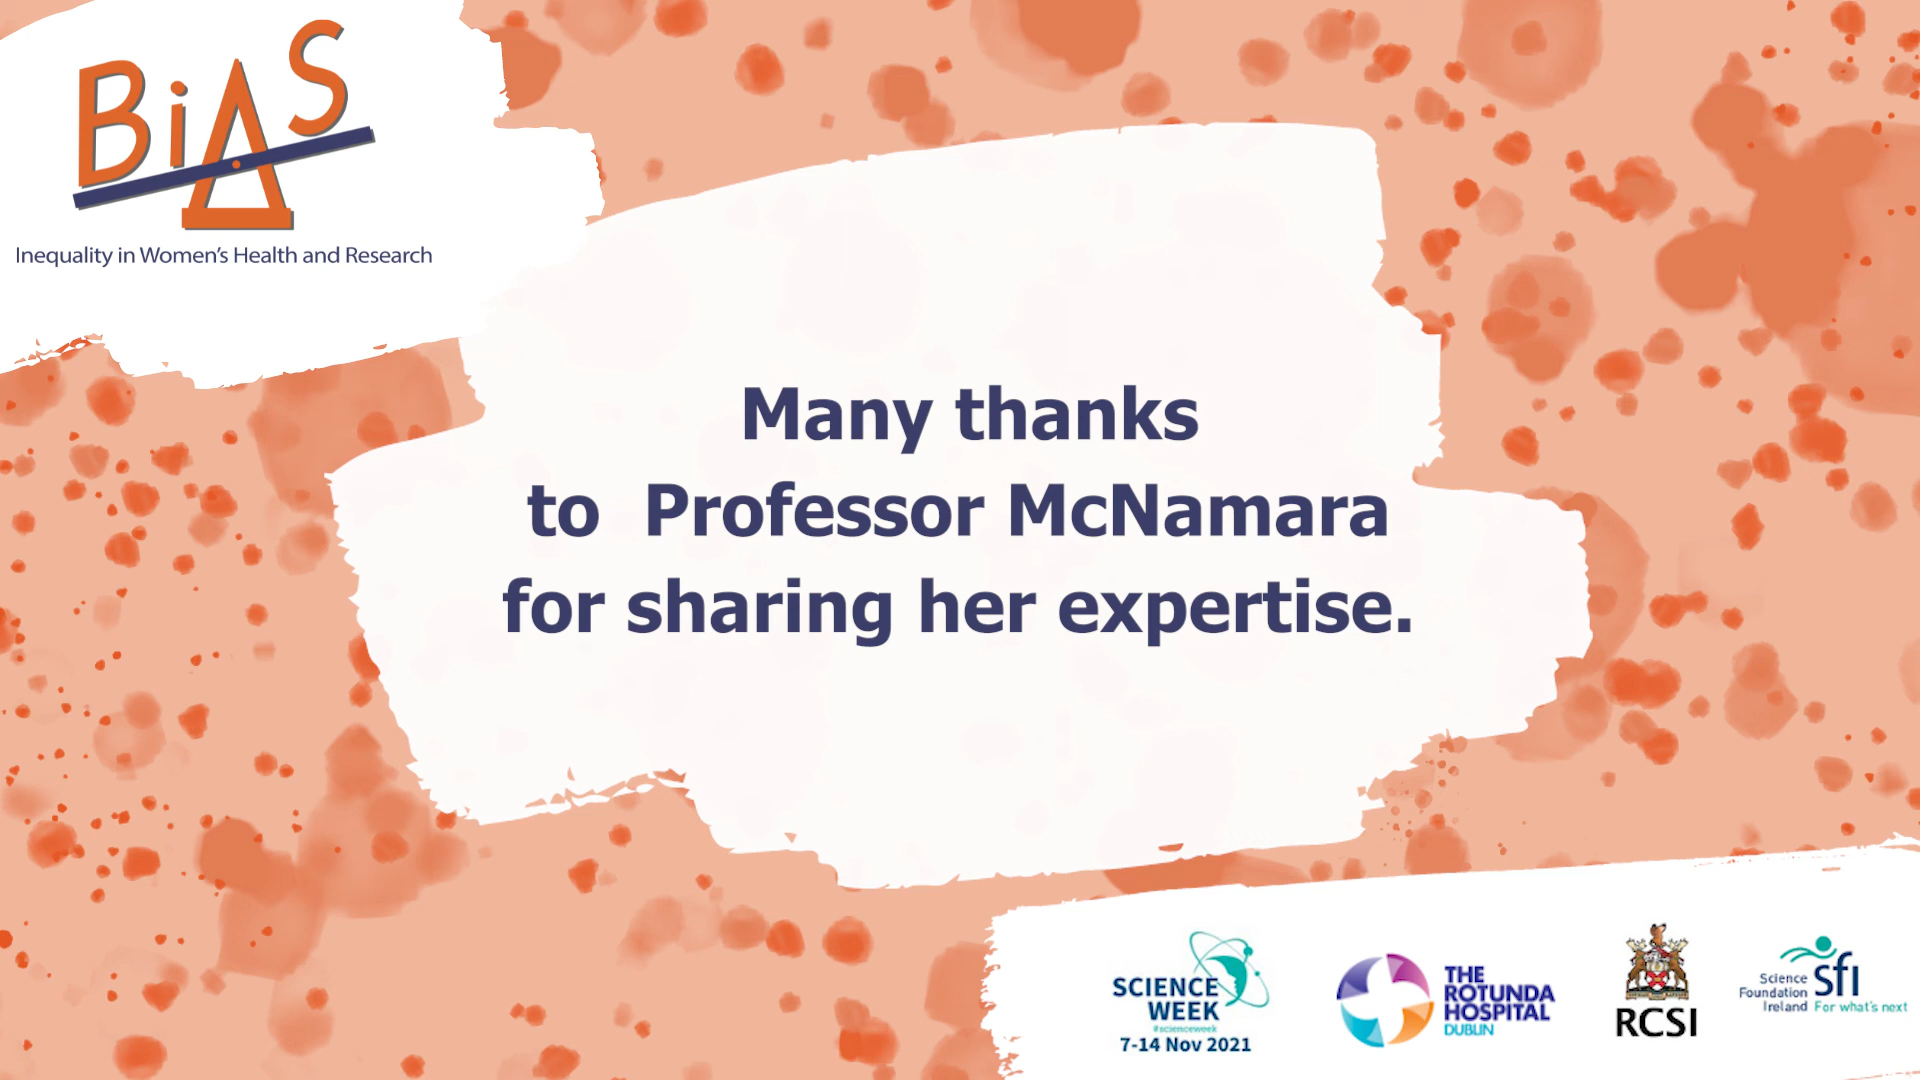 BiAS
Inequality in Women's Health and Research
Many thanks
to  Professor McNamara
for sharing her expertise.
SCIENCE
WEEK
#scienceweek
7-14 Nov 2021
THE
ROTUNDA
HOSPITAL
DUBLIN
RCSI
Science
Foundation
Ireland
sfi
For what's next